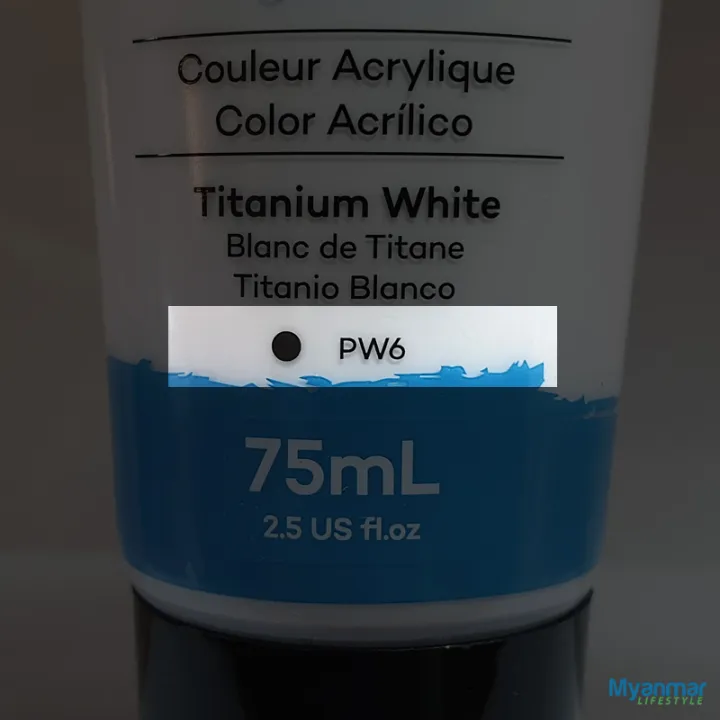 Couleur Acrylique
Color Acrílico
Titanium White
Blanc de Titane
Titanio Blanco
PW6
75mL
2.5 US fl.oz
Myanmar
LIFESTYLE